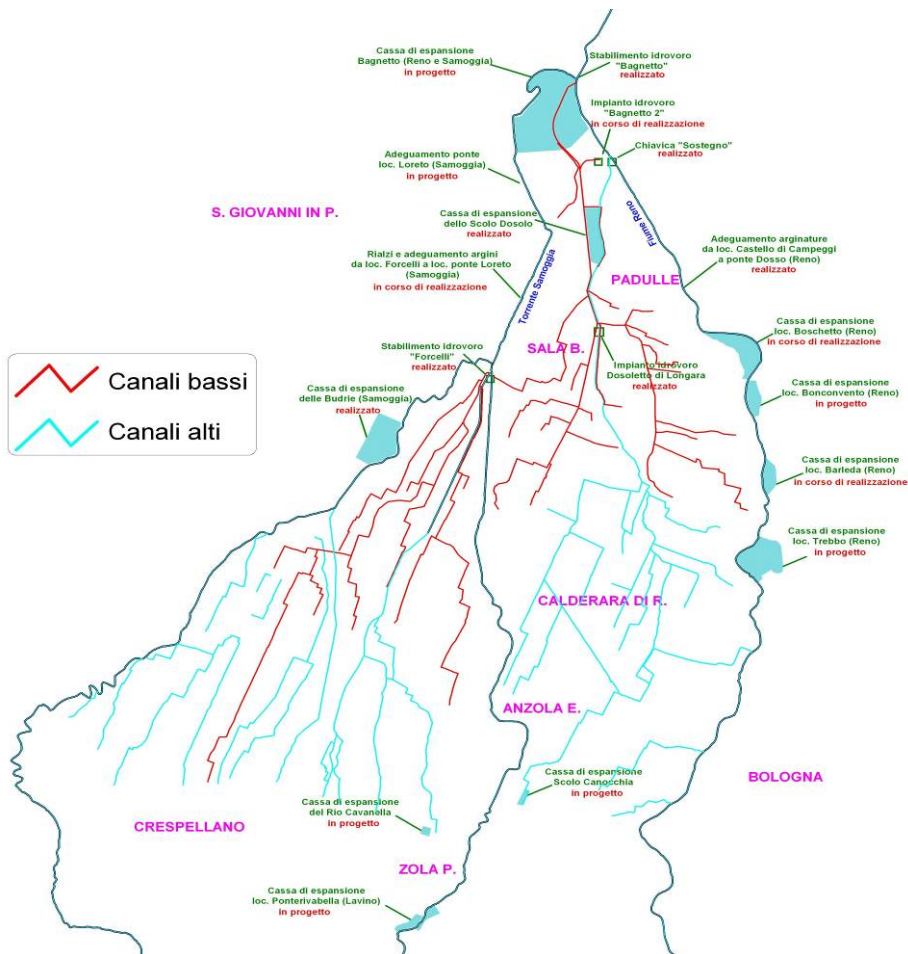 Cassa di espansione
Bagnetto (Reno e Samoggia)
in progetto
Stabilimento idrovoro
"Bagnetto"
realizzato
Impianto idrovoro
"Bagnetto 2"
in corso di realizzazione
Chiavica "Sostegno"
realizzato
Adeguamento ponte
loc. Loreto (Samoggia)
in progetto
S. GIOVANNI IN P.
Cassa di espansione
dello Scolo Dosolo
realizzato
Fiume Reno
Adeguamento arginature
da loc. Castello di Campeggi
a ponte Dosso (Reno)
realizzato
Rialzi e adeguamento argini
da loc. Forcelli a loc. ponte Loreto
(Samoggia)
in corso di realizzazione
Torrente Samoggia
PADULLE
Cassa di espansione
loc. Boschetto (Reno)
in corso di realizzazione
Stabilimento idrovoro
"Forcelli"
realizzato
SALA B.
Impianto idrovoro
Dosoletto di Longara
realizzato
Canali bassi
Canali alti
Cassa di espansione
delle Budrie (Samoggia)
realizzato
Cassa di espansione
loc. Bonconvento (Reno)
in progetto
Cassa di espansione
loc. Barleda (Reno)
in corso di realizzazione
Cassa di espansione
loc. Trebbo (Reno)
in progetto
CALDERARA DI R.
ANZOLA E.
BOLOGNA
Cassa di espansione
Scolo Canocchia
in progetto
Cassa di espansione
del Rio Cavanella
in progetto
CRESPELLANO
ZOLA P.
Cassa di espansione
loc. Ponterivabella (Lavino)
in progetto